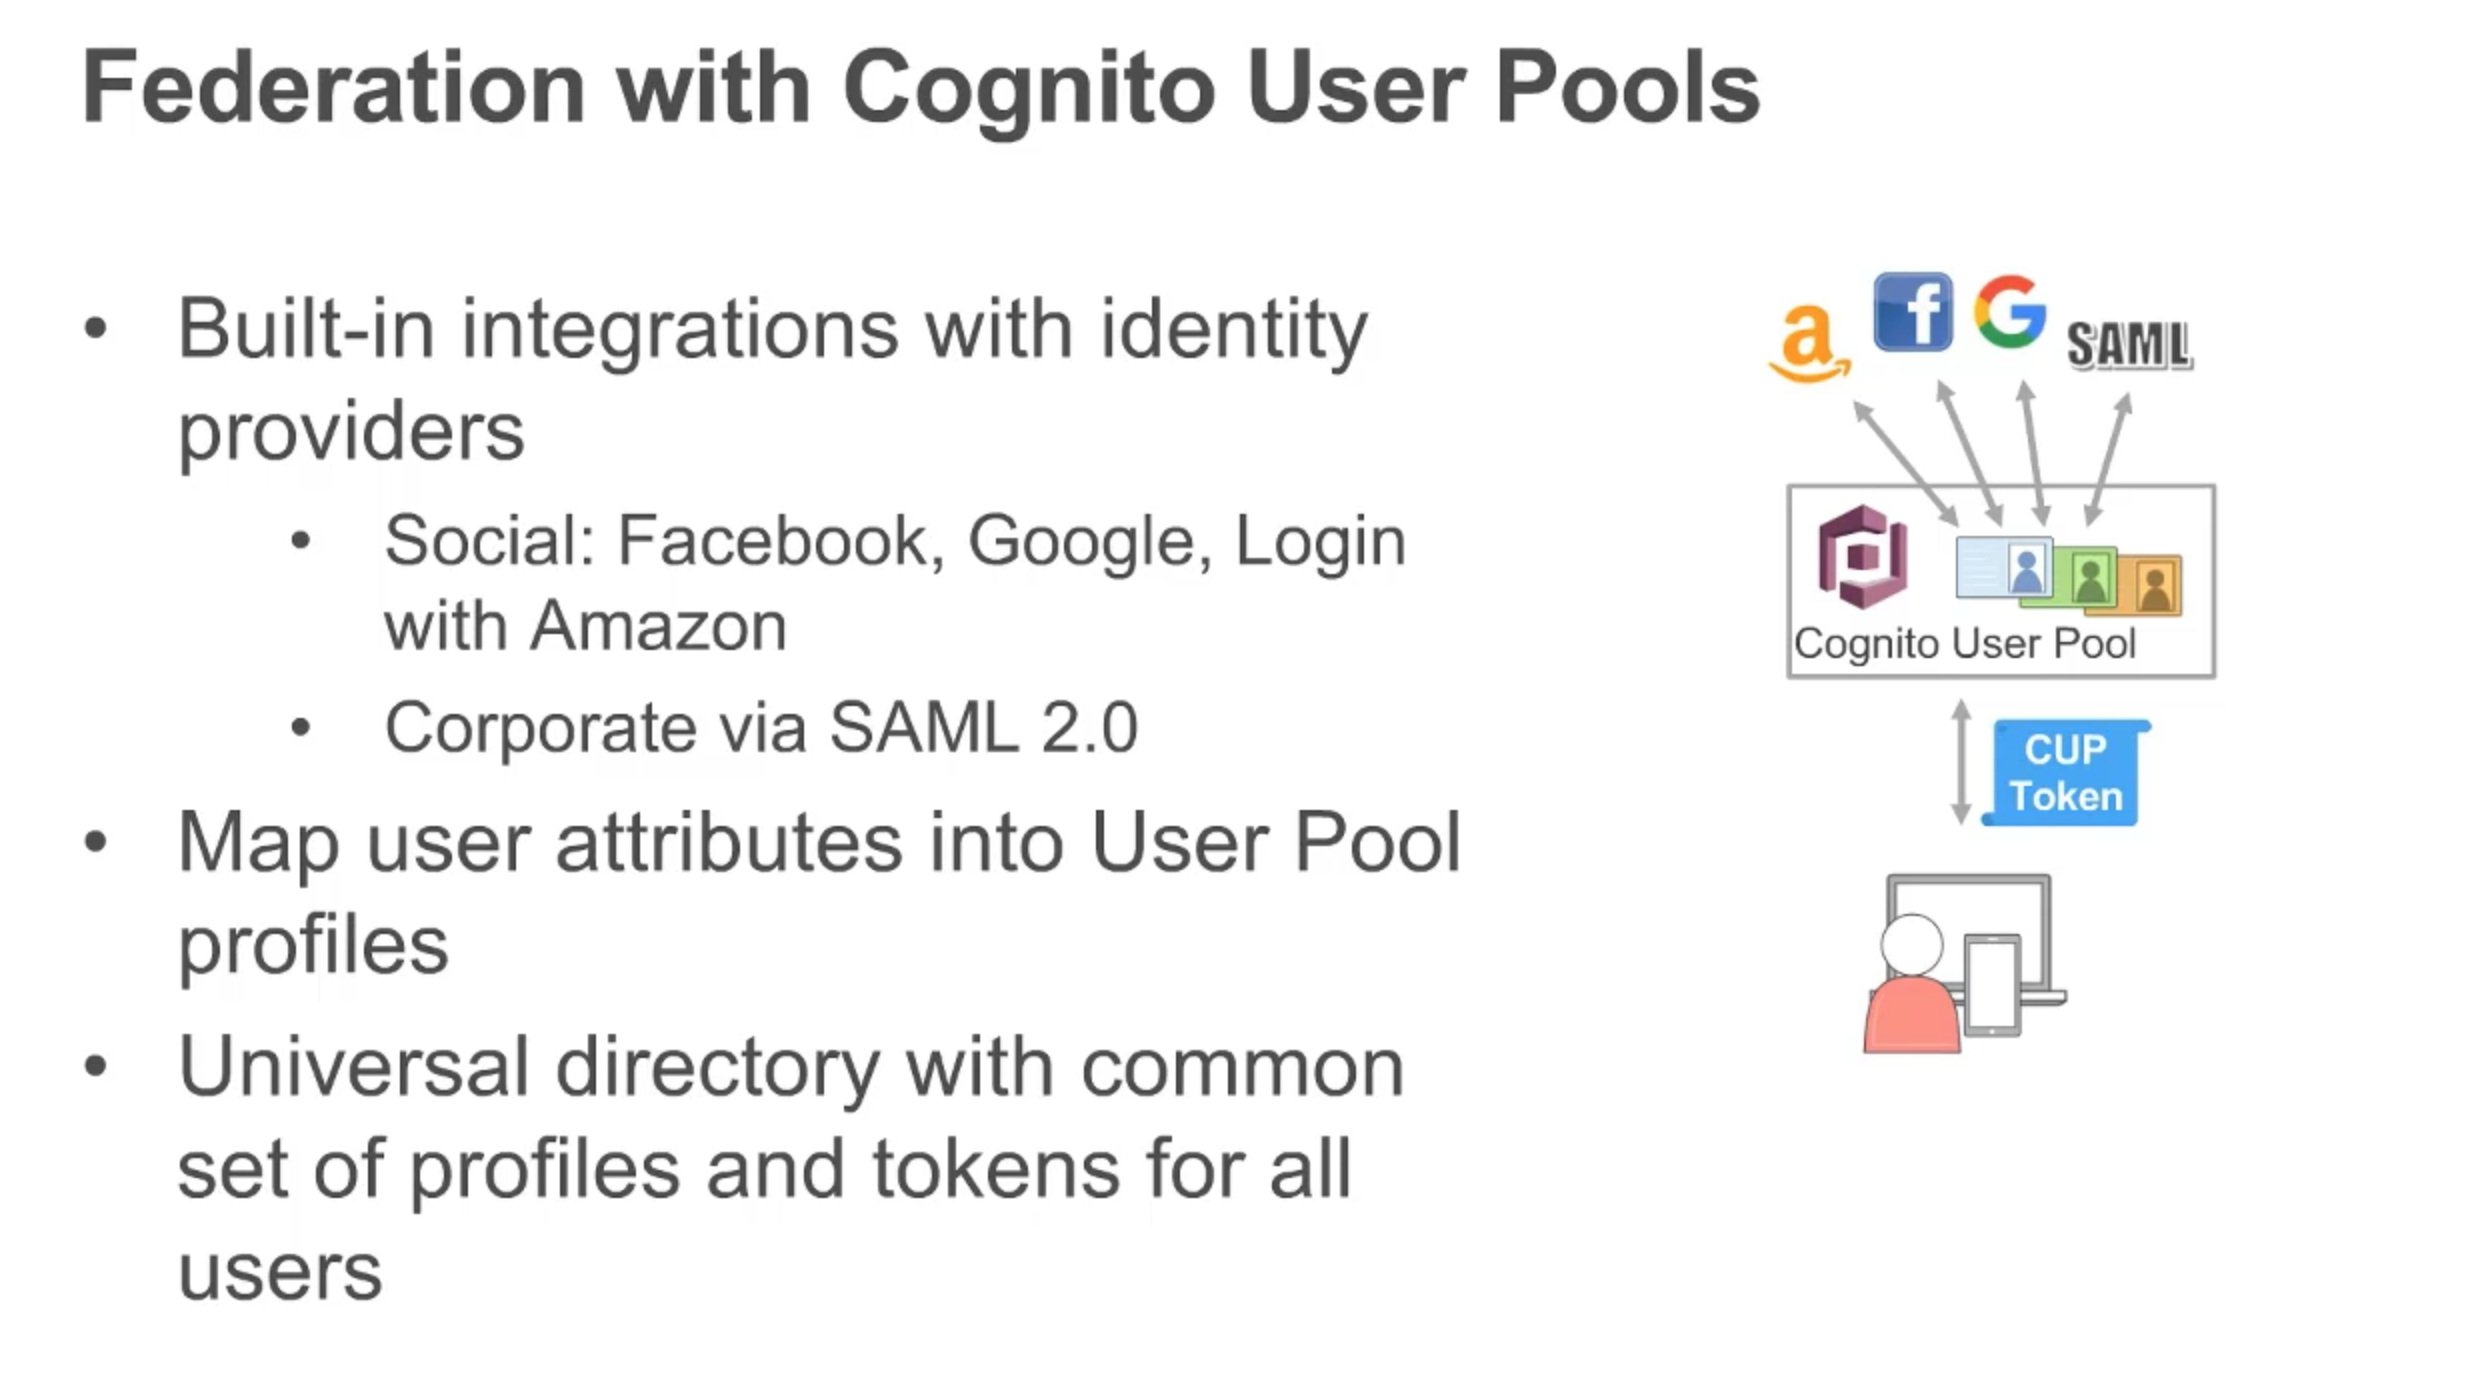 Federation with Cognito User Pools
• Built-in integrations with identity
providers
• Social: Facebook, Google, Login
with Amazon
• Corporate via SAML 2.0
• Map user attributes into User Pool
profiles
• Universal directory with common
set of profiles and tokens for all
users
a f G SAML
Cognito User Pool
CUP
Token